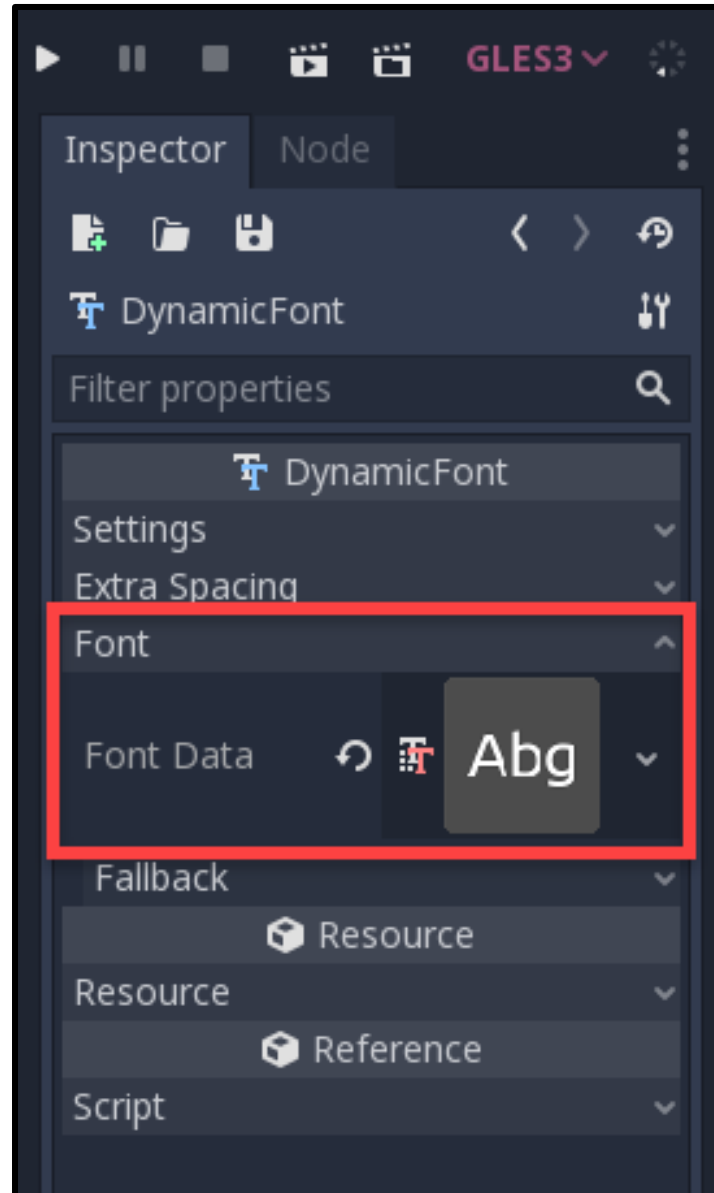 GLES3
Inspector Node
DynamicFont
Filter properties
DynamicFont
Settings
Extra Spacing
Font
Font Data Abg
Fallback
Resource
Resource
Reference
Script